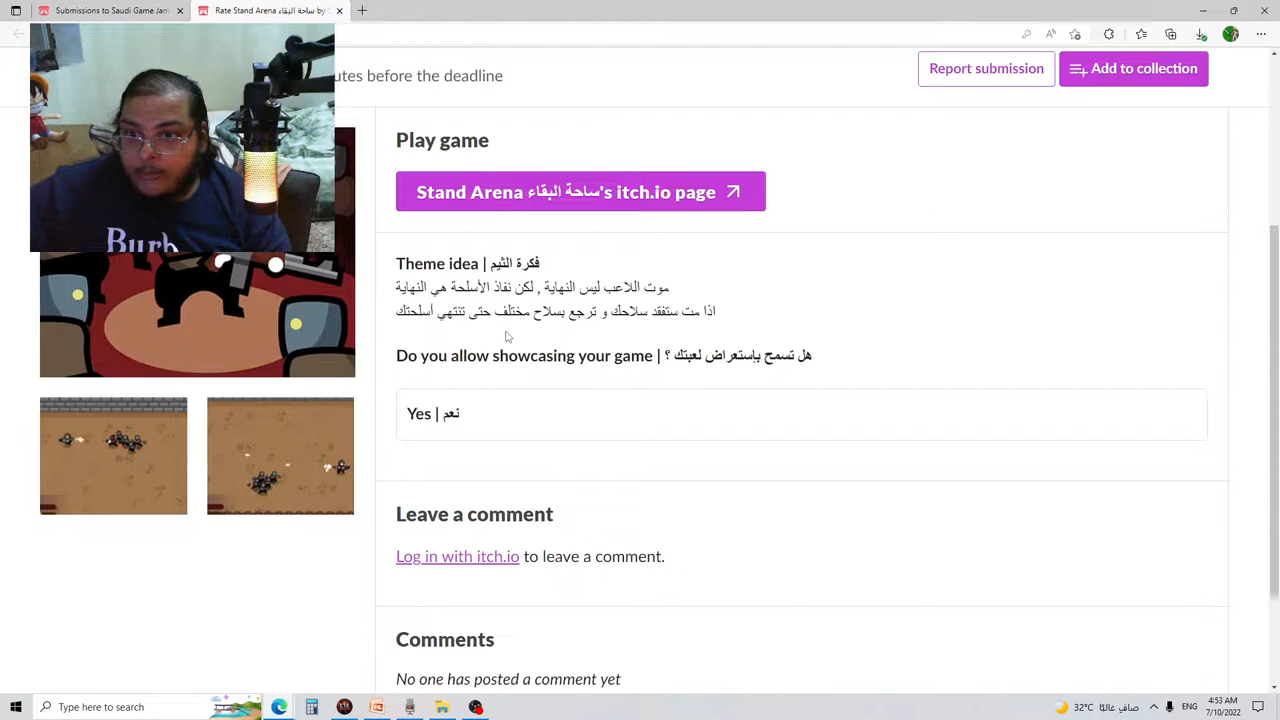 Submissions to Saudi Game Jam
Rate Stand Arena ساحة البقاء by
utes before the deadline
Report submission
Add to collection
Play game
Stand Arena ساحة البقاء's itch.io page
Theme idea | فكرة الثيم
موت اللاعب ليس النهاية , لكن نفاذ الأسلحة هي النهاية
اذا مت ستفقد سلاحك و ترجع بسلاح مختلف حتى تنتهي أسلحتك
Do you allow showcasing your game | هل تسمح بإستعراض لعبتك ؟
Yes | نعم
Leave a comment
Log in with itch.io to leave a comment.
Comments
No one has posted a comment yet
Type here to search
32°C صافي غالبًا
ENG
4:53 AM
7/10/2022